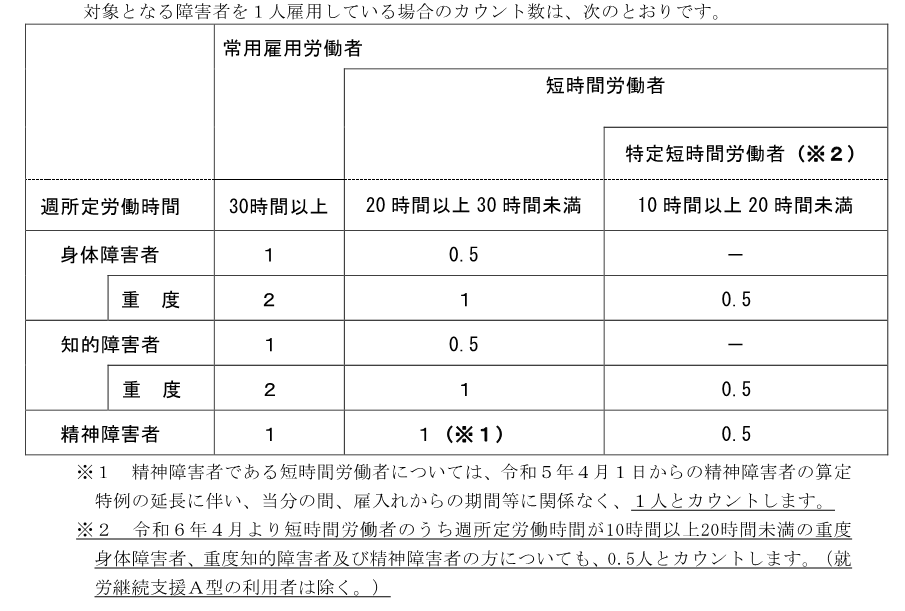 対象となる障害者を１人雇用している場合のカウント数は、次のとおりです。
常用雇用労働者
短時間労働者
特定短時間労働者（※２）
週所定労働時間 30時間以上 20 時間以上 30 時間未満 10 時間以上 20 時間未満
身体障害者 １ 0.5 －
重　度 ２ １ 0.5
知的障害者 １ 0.5 －
重　度 ２ １ 0.5
精神障害者 １ １（※１） 0.5
※１　精神障害者である短時間労働者については、令和５年４月１日からの精神障害者の算定
特例の延長に伴い、当分の間、雇入れからの期間等に関係なく、１人とカウントします。
※２　令和６年４月より短時間労働者のうち週所定労働時間が10時間以上20時間未満の重度
身体障害者、重度知的障害者及び精神障害者の方についても、0.5人とカウントします。（就
労継続支援Ａ型の利用者は除く。）